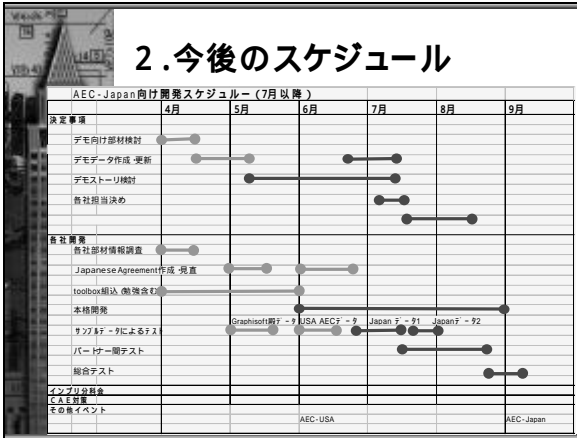 2.今後のスケジュール
AEC-Japan向け開発スケジュルー(7月以降)
4月 5月 6月 7月 8月 9月
決定事項
デモ向け部材検討
デモデータ作成・更新
デモストーリ検討
各社担当決め
各社開発
各社部材情報調査
Japanese Agreement作成・見直
toolbox組込(勉強含む)
本格開発
Graphisoft殿データ USA AECデータ Japanデータ1 Japanデータ2
サンプルデータによるテスト
パートナー間テスト
総合テスト
インプリ分科会
CAE対策
その他イベント
AEC-USA AEC-Japan